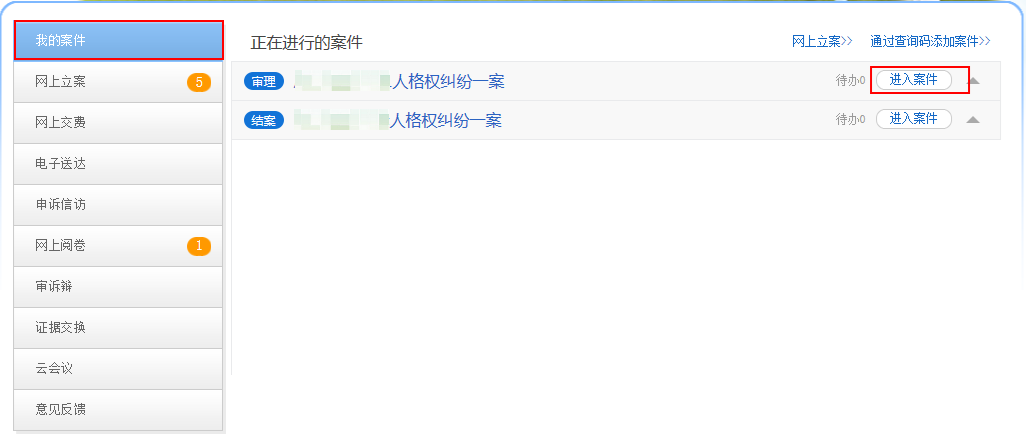 我的案件
网上立案 5
网上交费
电子送达
申诉信访
网上阅卷 1
审诉辩
证据交换
云会议
意见反馈
正在进行的案件 网上立案>> 通过查询码添加案件>>
审理 人格权纠纷一案 待办0 进入案件
结案 人格权纠纷一案 待办0 进入案件